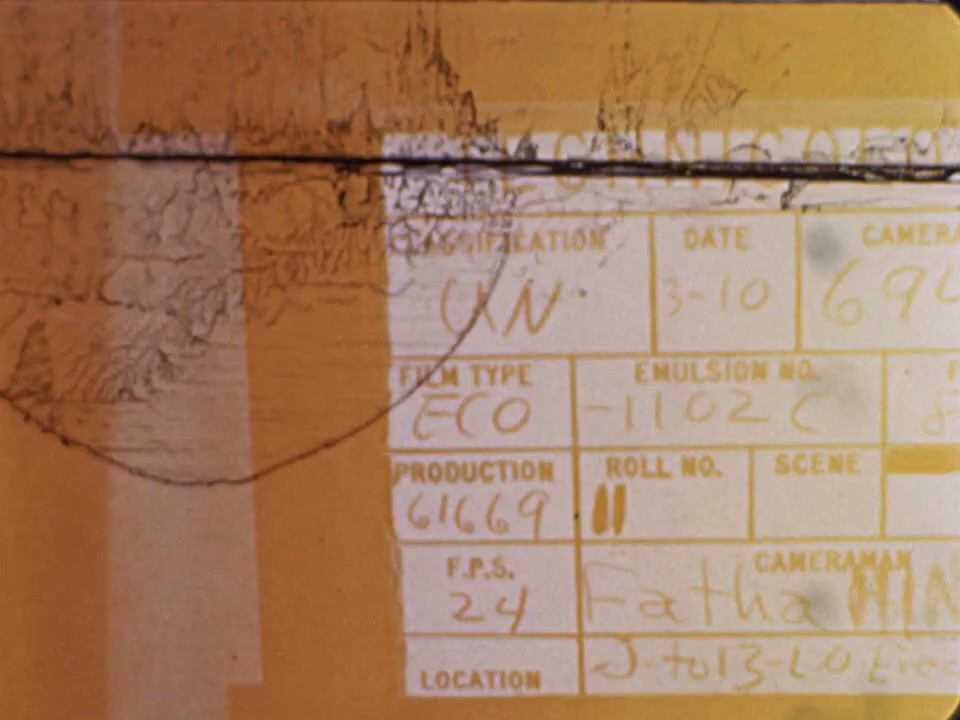 CLASSIFICATION DATE CAMERA
UN 3-10 694
FILM TYPE EMULSION NO.
ECO -1102 C
PRODUCTION ROLL NO. SCENE
61669 11
F.P.S. CAMERAMAN
24 Fatha
LOCATION